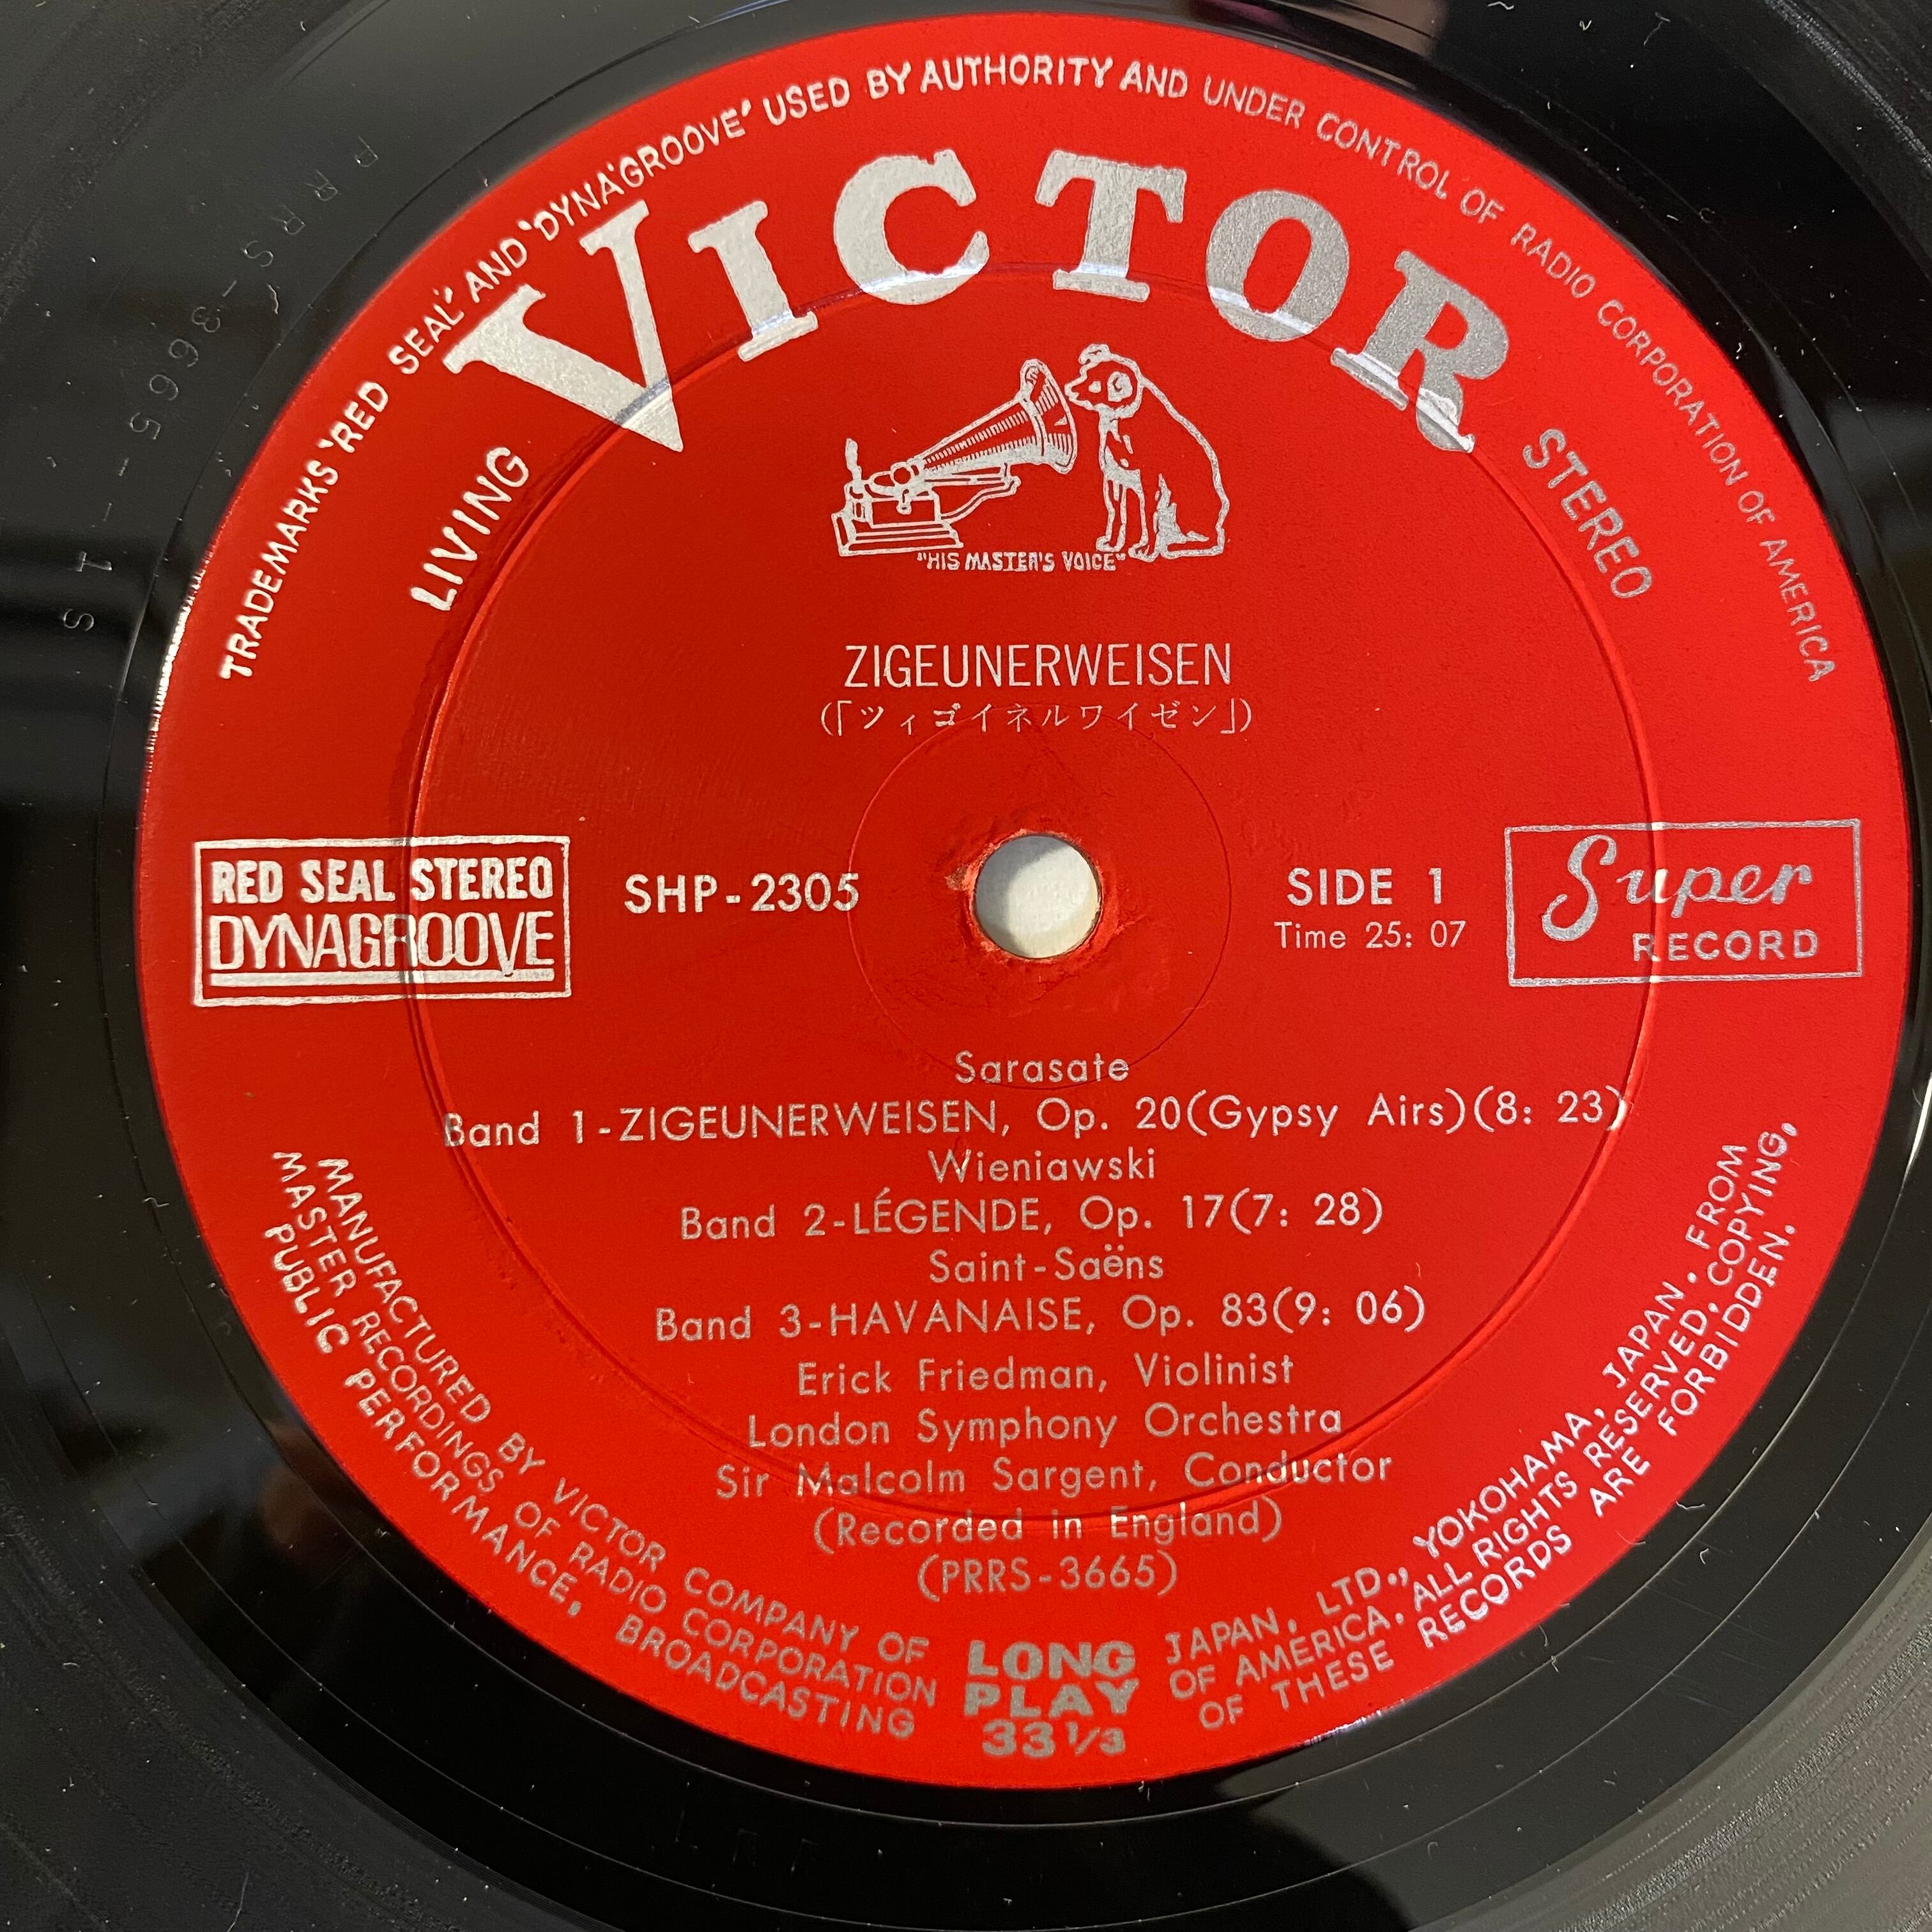 TRADEMARKS "RED SEAL" AND "DYNAGROOVE" USED BY AUTHORITY AND UNDER CONTROL OF RADIO CORPORATION OF AMERICA
VICTOR
LIVING STEREO
"HIS MASTER'S VOICE"
ZIGEUNERWEISEN
(「ツィゴイネルワイゼン」)
RED SEAL STEREO
DYNAGROOVE
SHP-2305
SIDE 1
Time 25: 07
Super
RECORD
Sarasate
Band 1-ZIGEUNERWEISEN, Op. 20(Gypsy Airs)(8: 23)
Wieniawski
Band 2-LÉGENDE, Op. 17(7: 28)
Saint-Saëns
Band 3-HAVANAISE, Op. 83(9: 06)
Erick Friedman, Violinist
London Symphony Orchestra
Sir Malcolm Sargent, Conductor
(Recorded in England)
(PRRS-3665)
MANUFACTURED BY VICTOR COMPANY OF JAPAN, LTD., YOKOHAMA, JAPAN. FROM
MASTER RECORDINGS OF RADIO CORPORATION OF AMERICA. ALL RIGHTS RESERVED. COPYING,
PUBLIC PERFORMANCE, BROADCASTING OF THESE RECORDS ARE FORBIDDEN.
LONG
PLAY
33 1/3
PRRS-3665-1